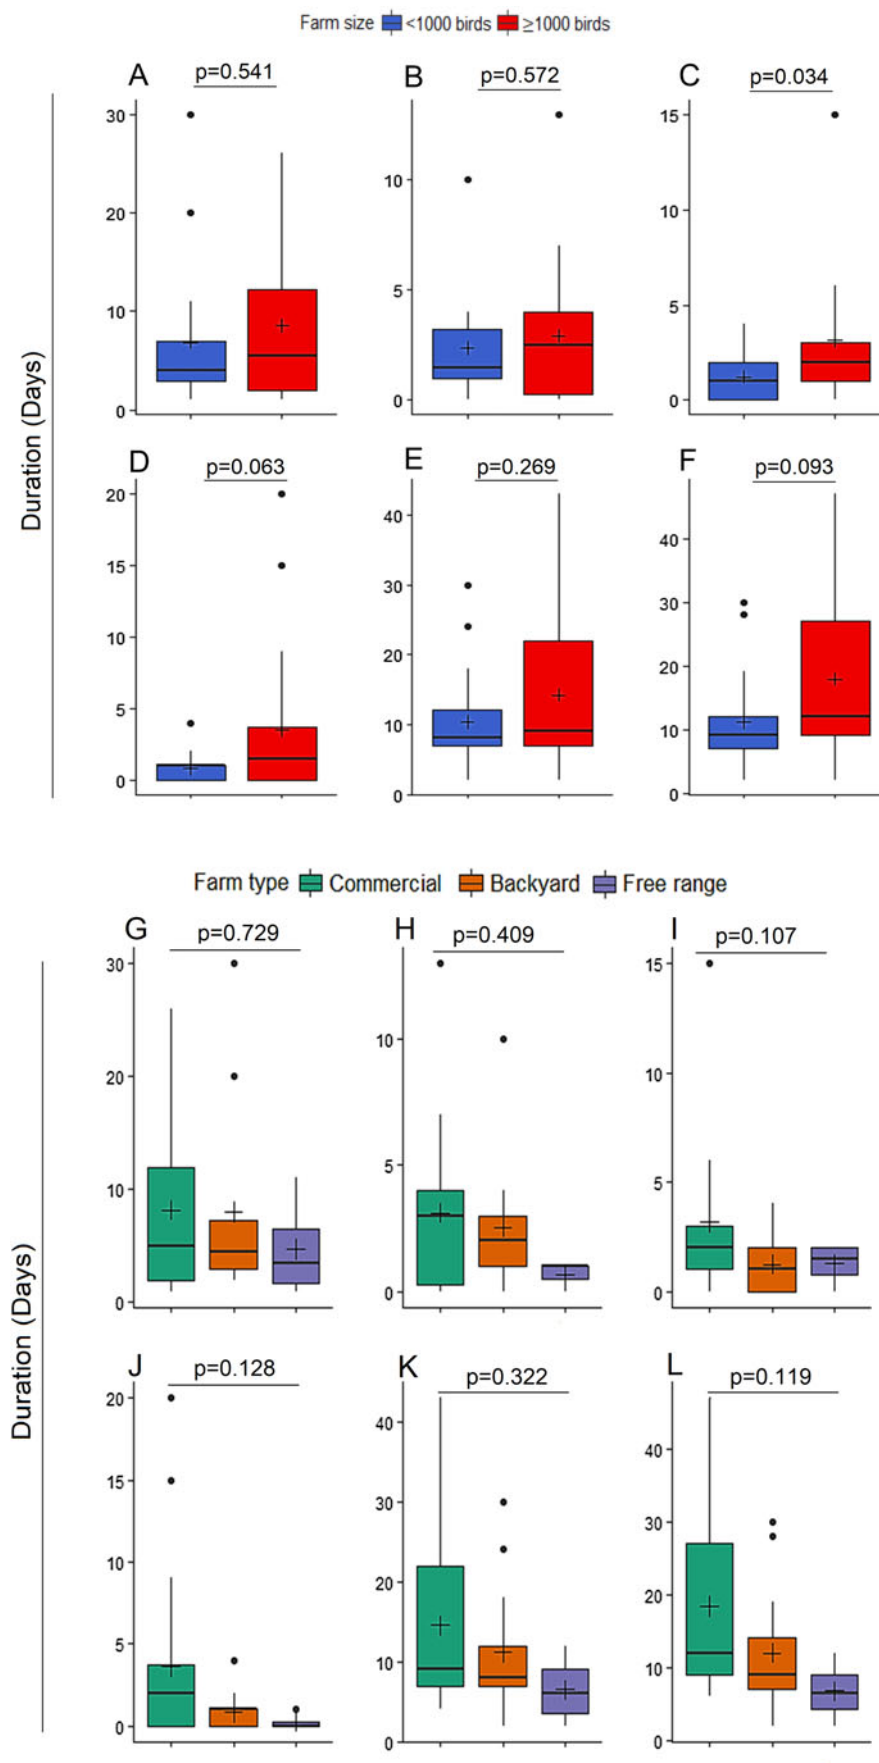 Farm size <1000 birds ≥1000 birds
A p=0.541 B p=0.572 C p=0.034
30 20 10 0
10 5 0
15 10 5 0
Duration (Days)
D p=0.063 E p=0.269 F p=0.093
20 15 10 5 0
40 30 20 10 0
40 30 20 10 0
Farm type Commercial Backyard Free range
G p=0.729 H p=0.409 I p=0.107
30 20 10 0
10 5 0
15 10 5 0
Duration (Days)
J p=0.128 K p=0.322 L p=0.119
20 15 10 5 0
40 30 20 10 0
40 30 20 10 0